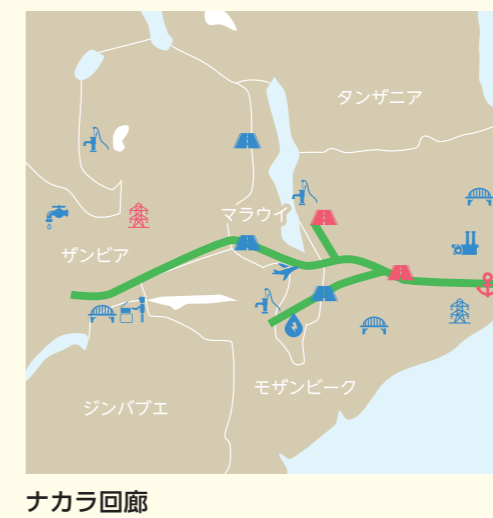 タンザニア
マラウイ
ザンビア
モザンビーク
ジンバブエ
ナカラ回廊